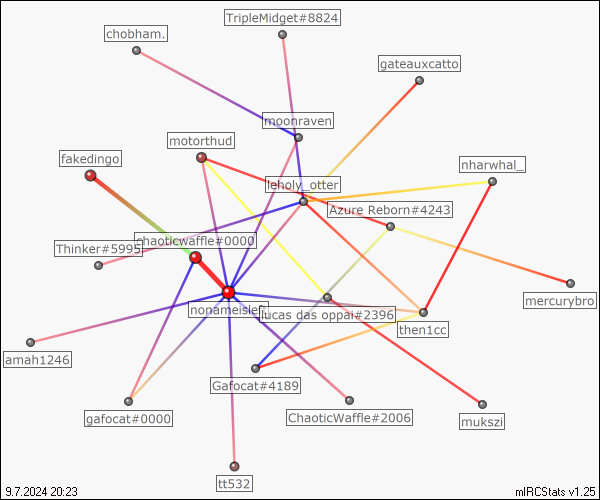 TripleMidget#8824
chobham.
gateauxcatto
moonraven
motorthud
fakedingo
nharwhal_
leholy_otter
Azure Reborn#4243
chaoticwaffle#0000
Thinker#5995
mercurybro
nonameisleft
lucas das oppai#2396
then1cc
amah1246
Gafocat#4189
gafocat#0000
ChaoticWaffle#2006
mukszi
tt532
9.7.2024 20:23
mIRCStats v1.25